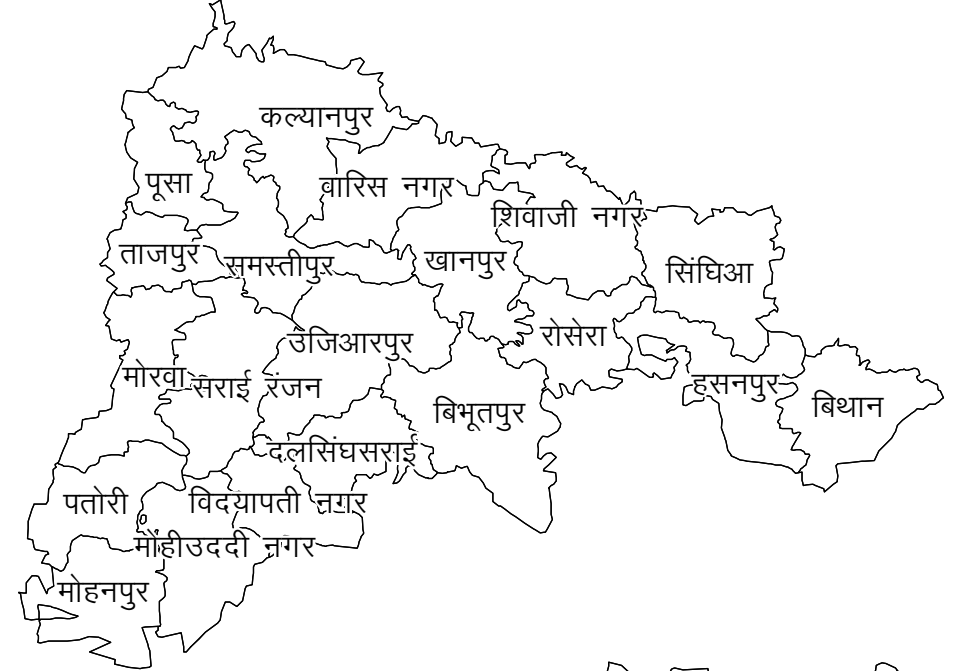 कल्यानपुर
पूसा
वारिस नगर
शिवाजी नगर
ताजपुर
समस्तीपुर
खानपुर
सिंघिआ
उजिआरपुर
रोसेरा
मोरवा
सराई रंजन
हसनपुर
बिथान
बिभूतपुर
दलसिंघसराई
पतोरी
विदयापती नगर
मोंहीउददी नगर
मोहनपुर